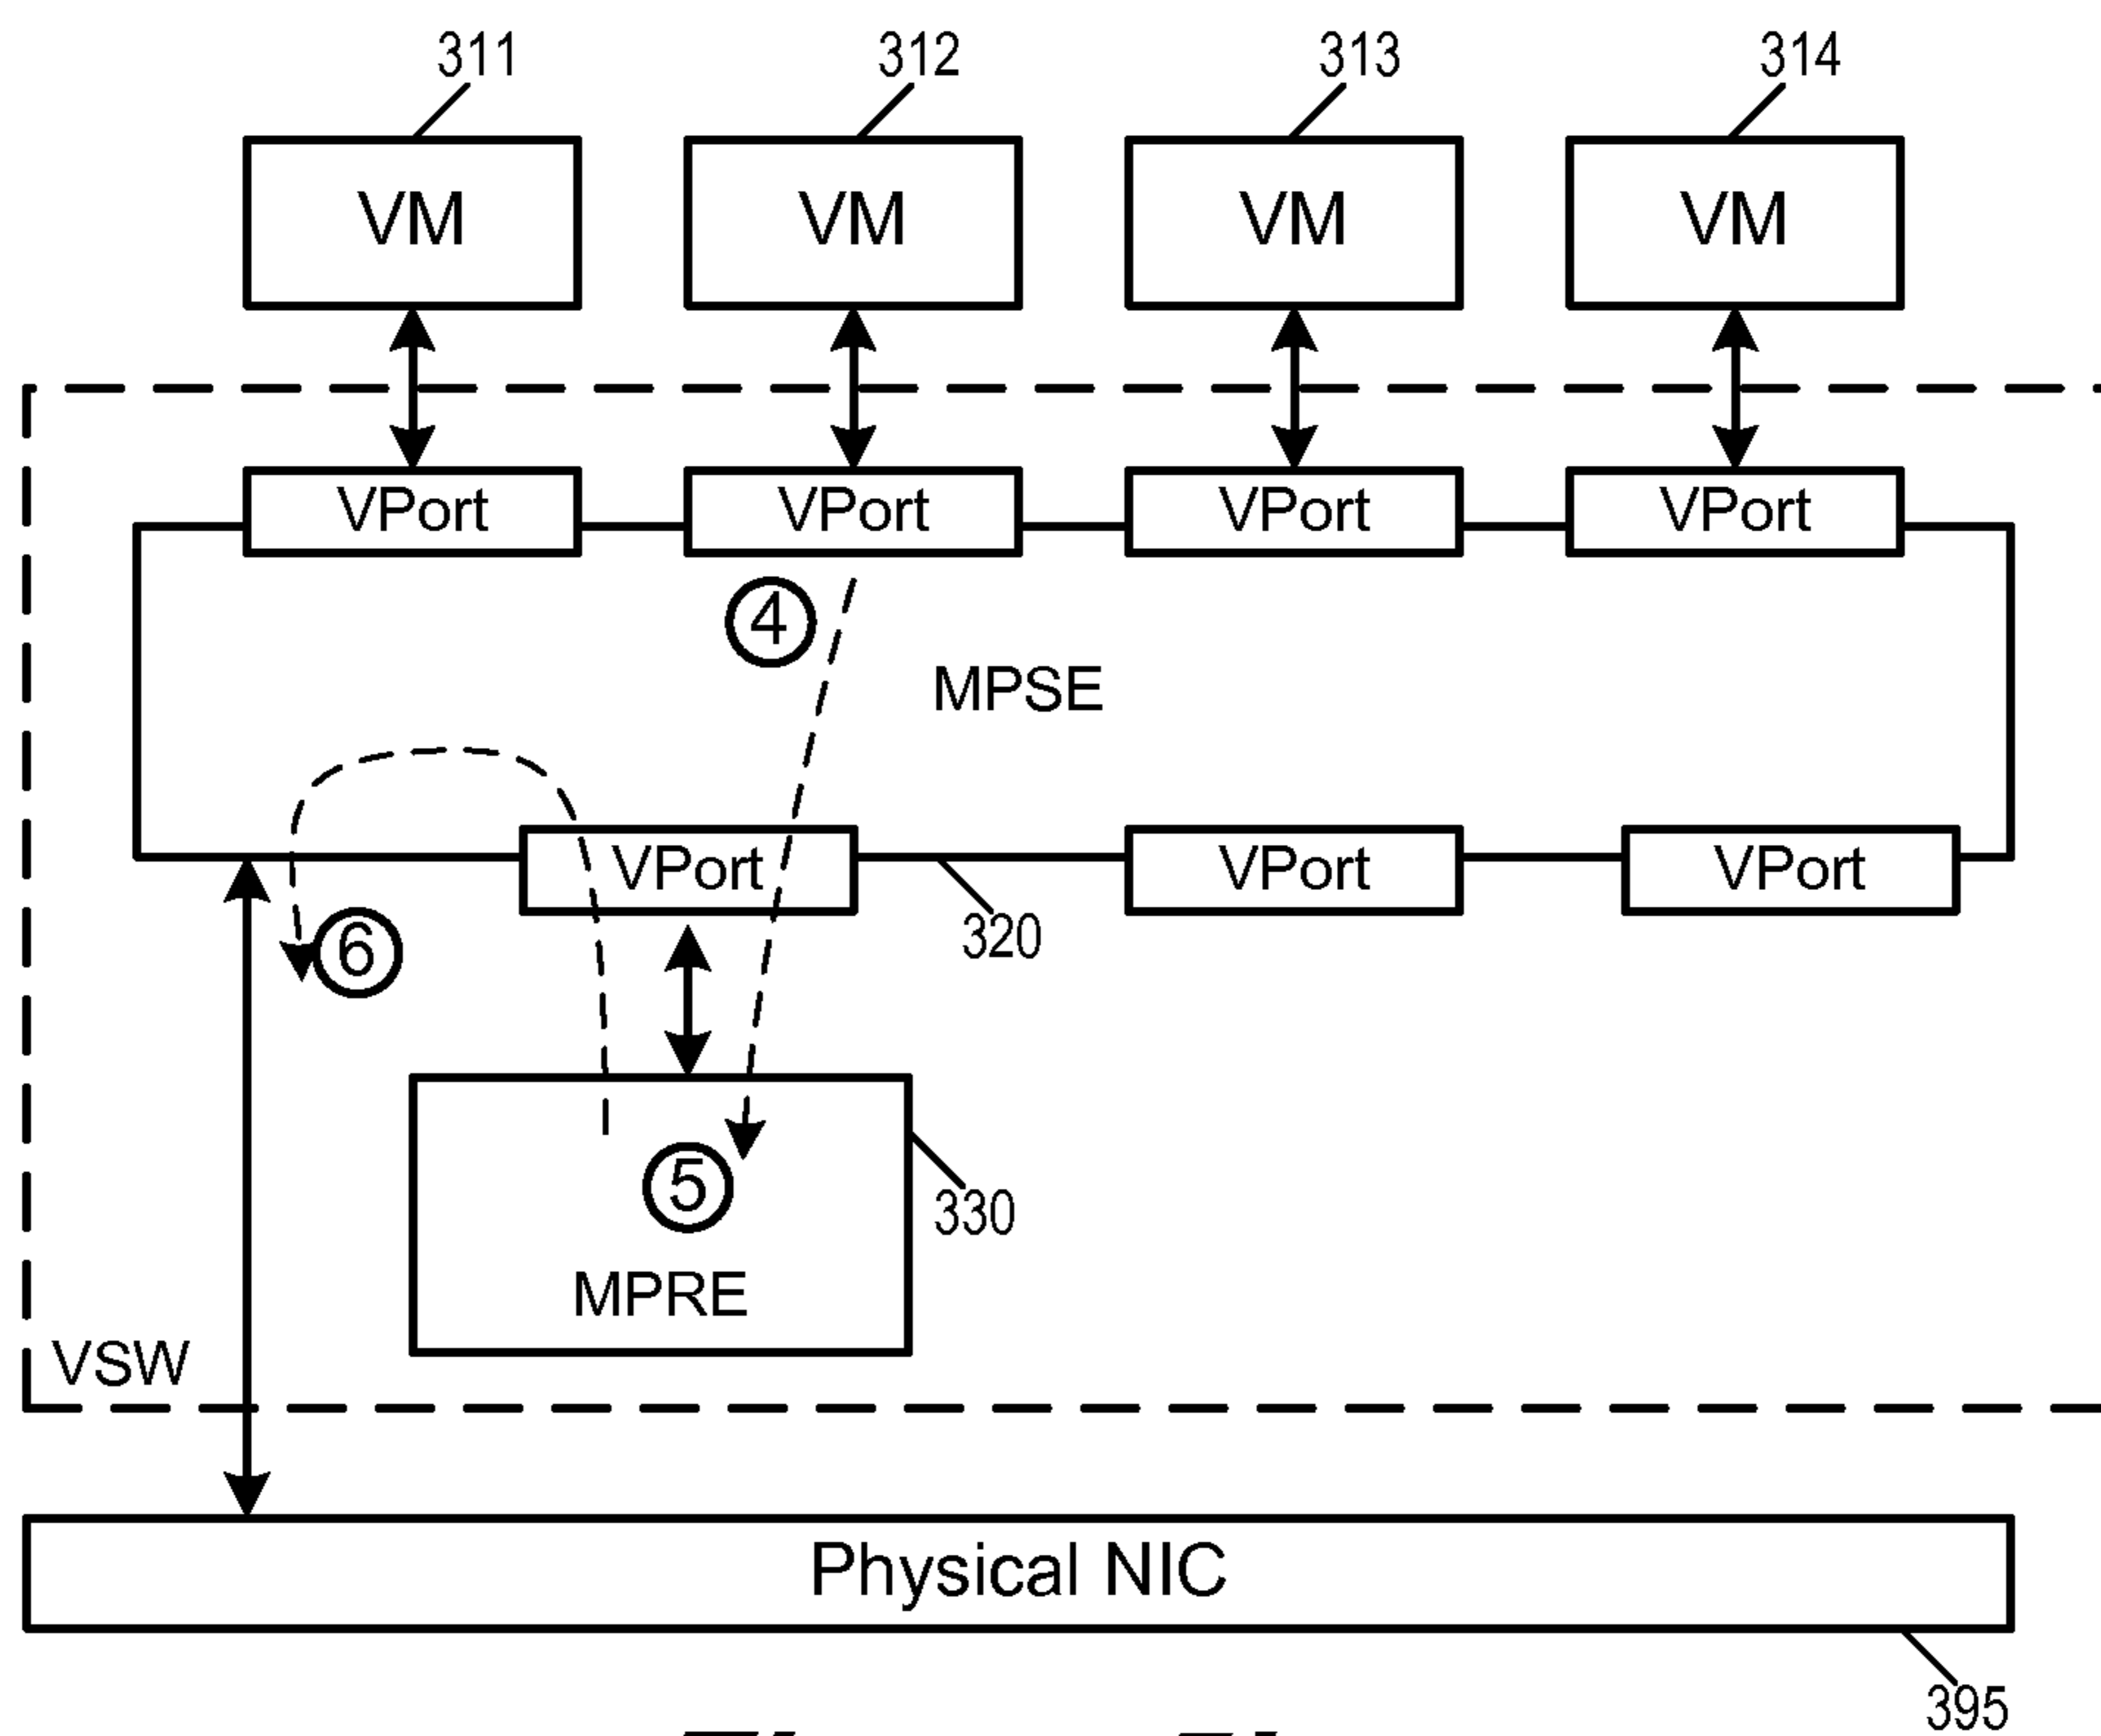 311 312 313 314
VM VM VM VM
VPort VPort VPort VPort
4
MPSE
VPort VPort VPort
6 320
5
330
MPRE
VSW
Physical NIC
395